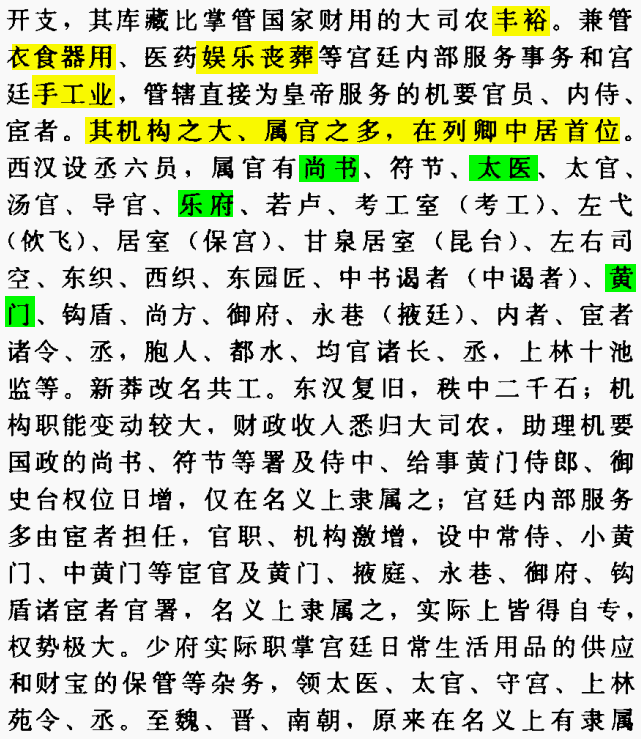 开支，其库藏比掌管国家财用的大司农丰裕。兼管
衣食器用、医药娱乐丧葬等宫廷内部服务事务和宫
廷手工业，管辖直接为皇帝服务的机要官员、内侍、
宦者。其机构之大、属官之多，在列卿中居首位。
西汉设丞六员，属官有尚书、符节、太医、太官、
汤官、导官、乐府、若卢、考工室（考工）、左弋
（佽飞）、居室（保宫）、甘泉居室（昆台）、左右司
空、东织、西织、东园匠、中书谒者（中谒者）、黄
门、钩盾、尚方、御府、永巷（掖廷）、内者、宦者
诸令、丞，胞人、都水、均官诸长、丞，上林十池
监等。新莽改名共工。东汉复旧，秩中二千石；机
构职能变动较大，财政收入悉归大司农，助理机要
国政的尚书、符节等署及侍中、给事黄门侍郎、御
史台权位日增，仅在名义上隶属之；宫廷内部服务
多由宦者担任，官职、机构激增，设中常侍、小黄
门、中黄门等宦官及黄门、掖庭、永巷、御府、钩
盾诸宦者官署，名义上隶属之，实际上皆得自专，
权势极大。少府实际职掌宫廷日常生活用品的供应
和财宝的保管等杂务，领太医、太官、守宫、上林
苑令、丞。至魏、晋、南朝，原来在名义上有隶属